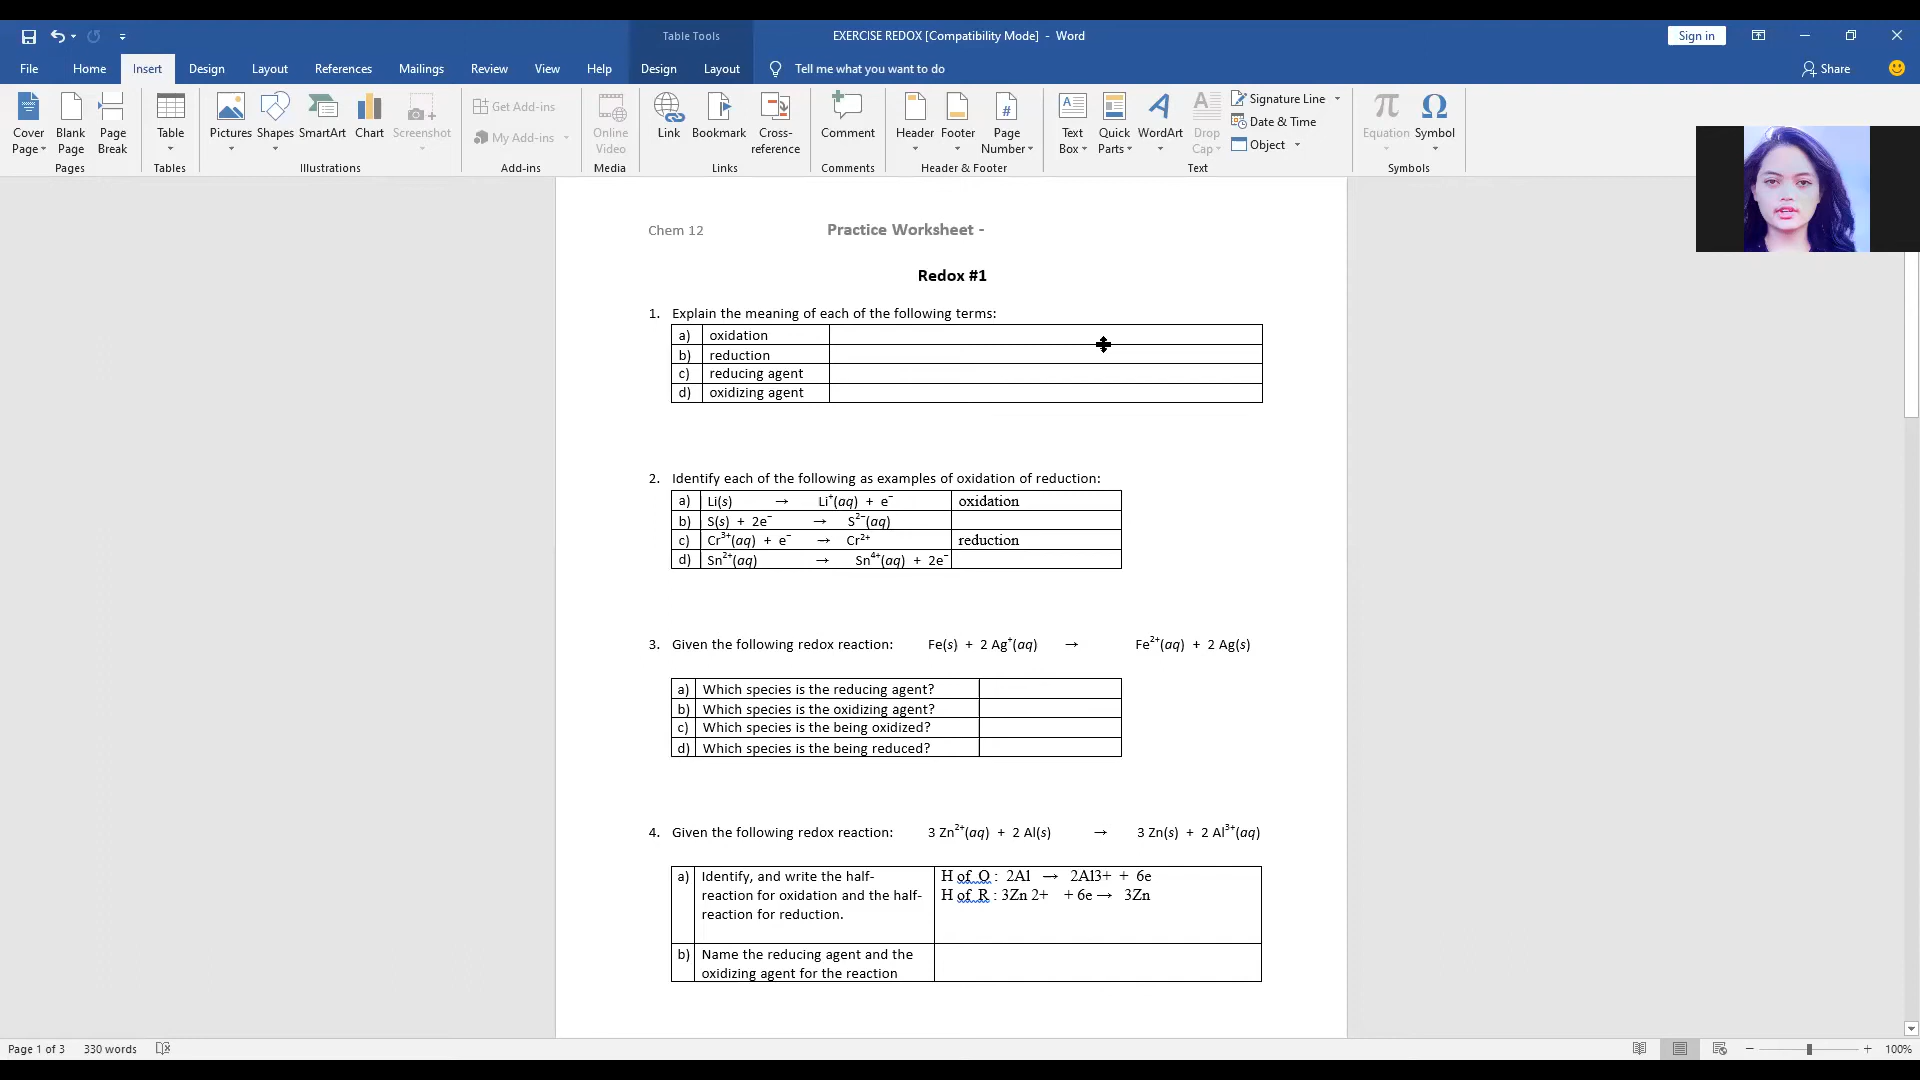 Table Tools
EXERCISE REDOX [Compatibility Mode] - Word
Sign in
File Home Insert Design Layout References Mailings Review View Help Design Layout Tell me what you want to do
Share
Cover Page Blank Page Page Break
Table
Pictures Shapes SmartArt Chart Screenshot
Get Add-ins
My Add-ins
Online Video
Link Bookmark Cross-reference
Comment
Header Footer Page Number
Text Box Quick Parts WordArt Drop Cap
Signature Line
Date & Time
Object
Equation Symbol
Pages Tables Illustrations Add-ins Media Links Comments Header & Footer Text Symbols
Chem 12 Practice Worksheet -
Redox #1
1. Explain the meaning of each of the following terms:
a) oxidation
b) reduction
c) reducing agent
d) oxidizing agent
2. Identify each of the following as examples of oxidation of reduction:
a) Li(s) → Li⁺(aq) + e⁻ oxidation
b) S(s) + 2e⁻ → S²⁻(aq)
c) Cr³⁺(aq) + e⁻ → Cr²⁺ reduction
d) Sn²⁺(aq) → Sn⁴⁺(aq) + 2e⁻
3. Given the following redox reaction: Fe(s) + 2 Ag⁺(aq) → Fe²⁺(aq) + 2 Ag(s)
a) Which species is the reducing agent?
b) Which species is the oxidizing agent?
c) Which species is the being oxidized?
d) Which species is the being reduced?
4. Given the following redox reaction: 3 Zn²⁺(aq) + 2 Al(s) → 3 Zn(s) + 2 Al³⁺(aq)
a) Identify, and write the half-
reaction for oxidation and the half-
reaction for reduction.
H of O : 2Al → 2Al3+ + 6e
H of R : 3Zn 2+ + 6e → 3Zn
b) Name the reducing agent and the
oxidizing agent for the reaction
Page 1 of 3 330 words
100%